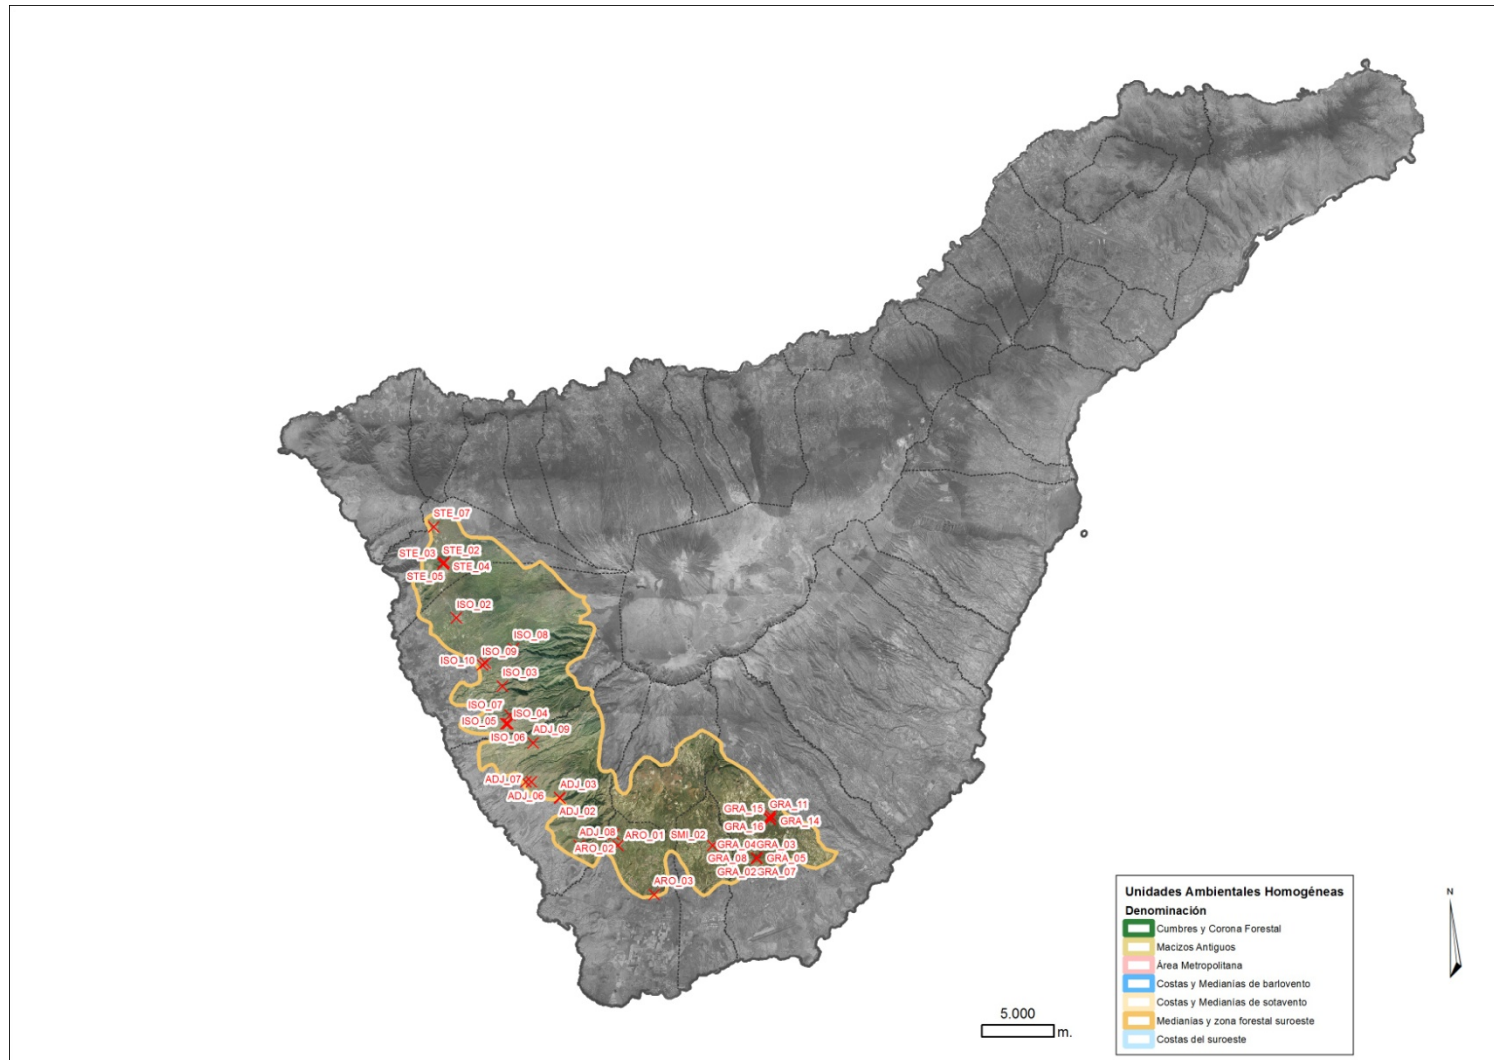 STE_07
STE_03
STE_02
STE_04
STE_05
ISO_02
ISO_08
ISO_09
ISO_10
ISO_03
ISO_07
ISO_04
ISO_05
ADJ_09
ISO_06
ADJ_07
ADJ_03
ADJ_06
ADJ_02
GRA_15
GRA_11
GRA_16
GRA_14
ADJ_08
ARO_01
SMI_02
ARO_02
GRA_04
GRA_03
GRA_08
GRA_05
GRA_02
GRA_07
ARO_03
Unidades Ambientales Homogéneas
Denominación
Cumbres y Corona Forestal
Macizos Antiguos
Área Metropolitana
Costas y Medianías de barlovento
Costas y Medianías de sotavento
Medianías y zona forestal suroeste
Costas del suroeste
N
5.000
m.